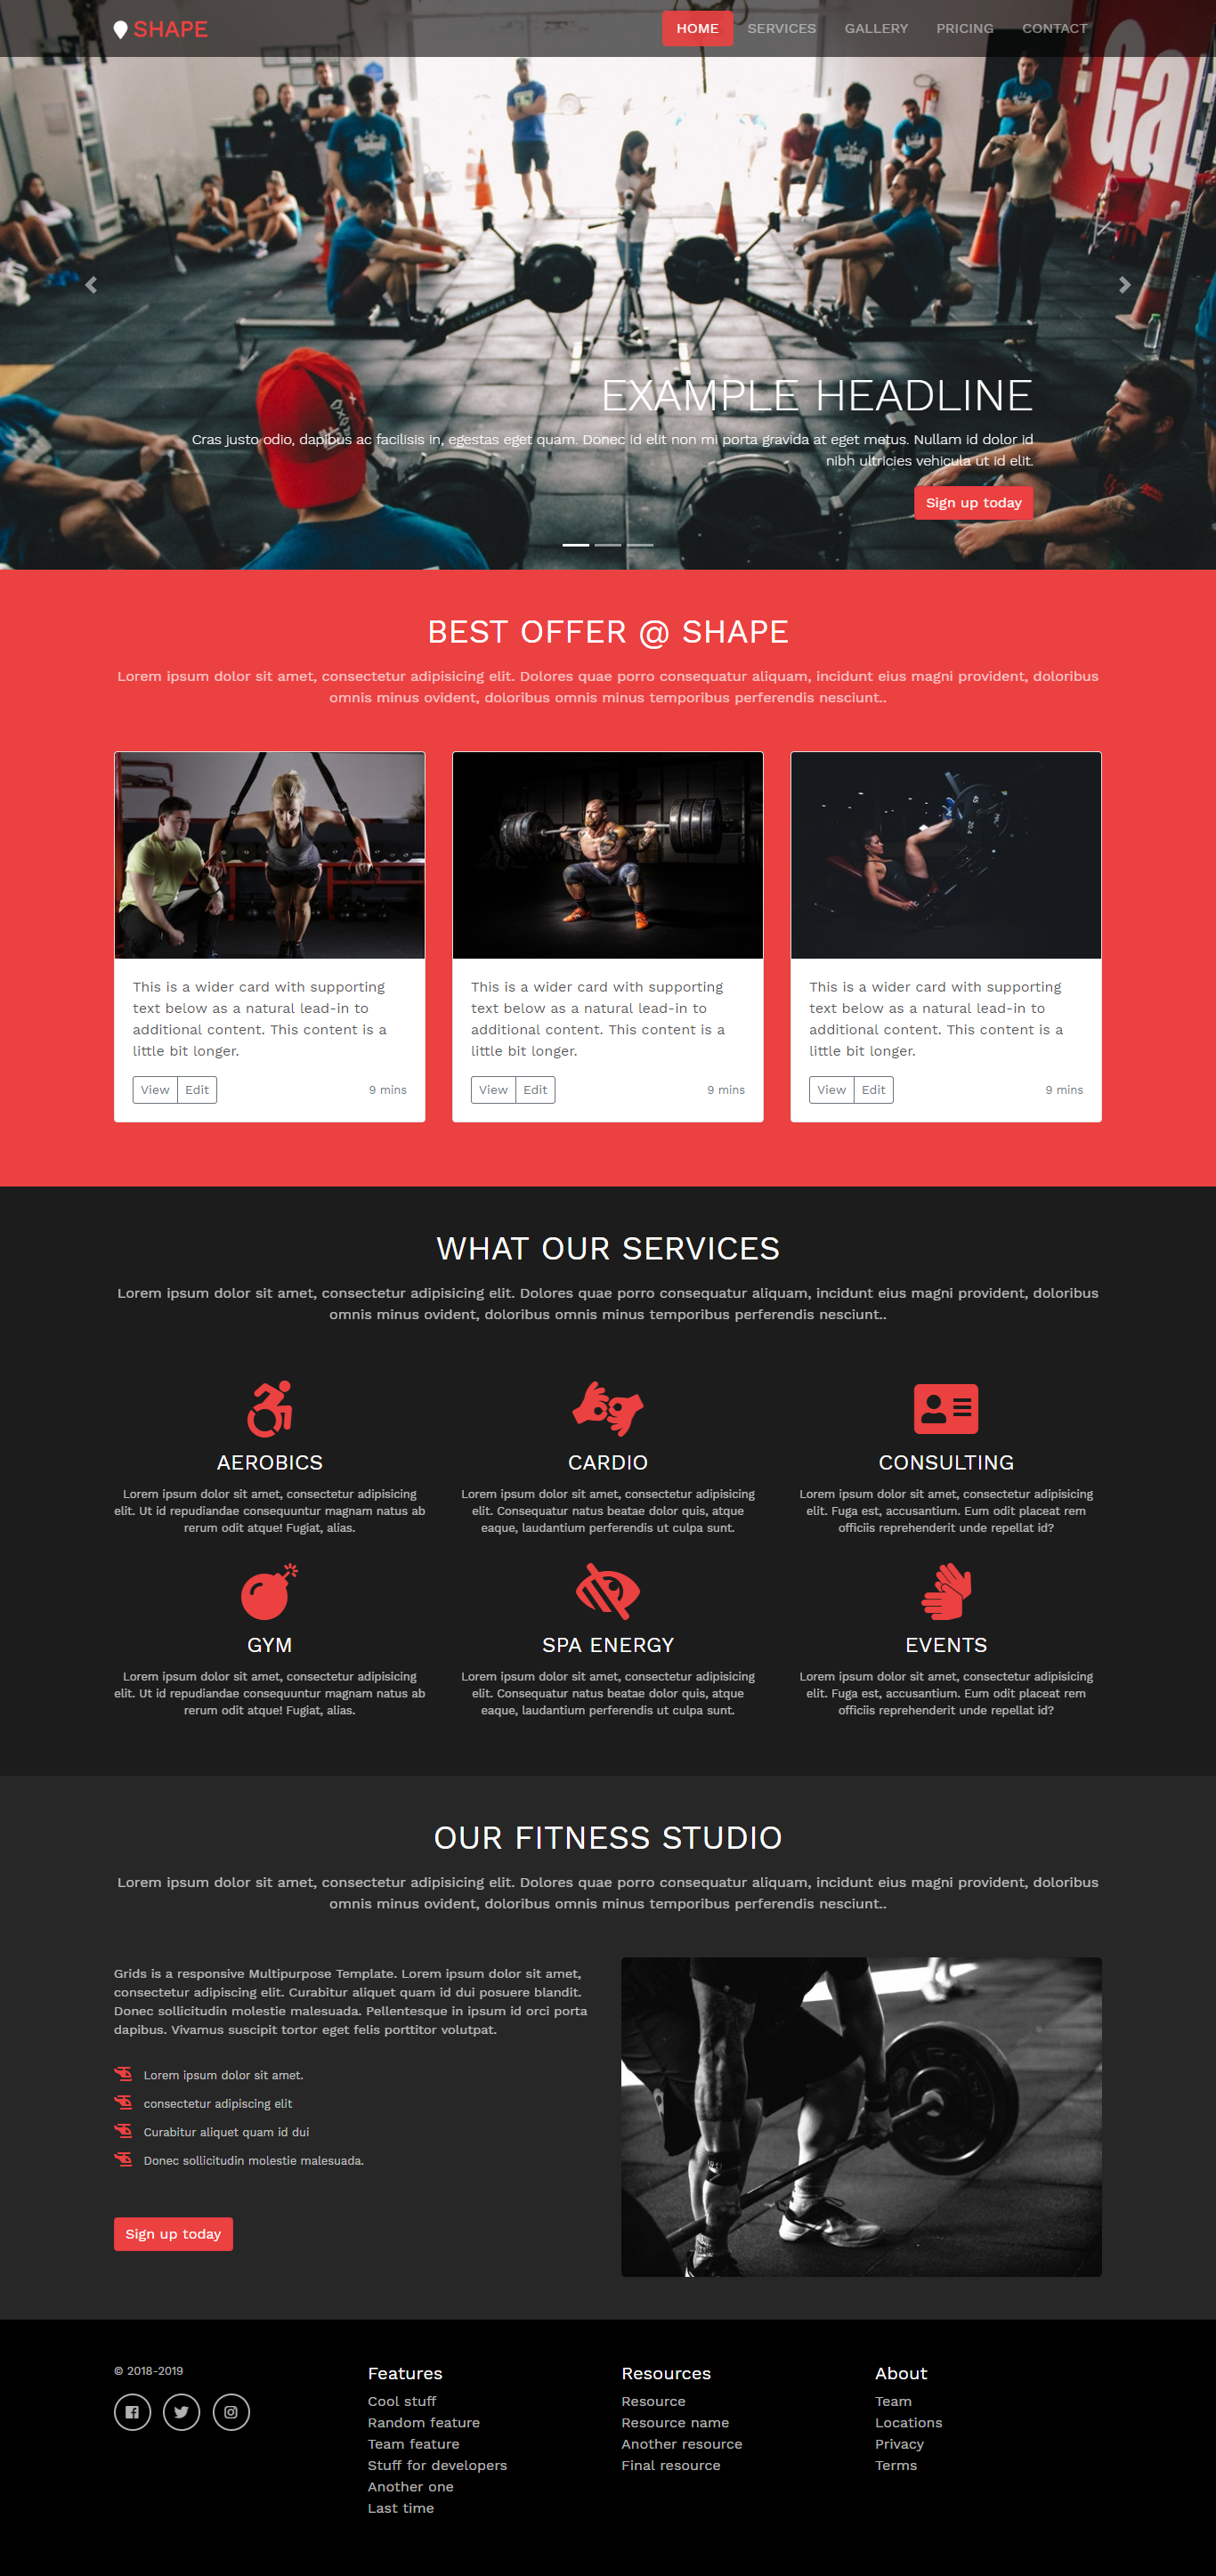 SHAPE
HOME SERVICES GALLERY PRICING CONTACT
Ga
EXAMPLE HEADLINE
Cras justo odio, dapibus ac facilisis in, egestas eget quam. Donec id elit non mi porta gravida at eget metus. Nullam id dolor id
nibh ultricies vehicula ut id elit.
Sign up today
BEST OFFER @ SHAPE
Lorem ipsum dolor sit amet, consectetur adipisicing elit. Dolores quae porro consequatur aliquam, incidunt eius magni provident, doloribus
omnis minus ovident, doloribus omnis minus temporibus perferendis nesciunt..
This is a wider card with supporting
text below as a natural lead-in to
additional content. This content is a
little bit longer.
View Edit 9 mins
This is a wider card with supporting
text below as a natural lead-in to
additional content. This content is a
little bit longer.
View Edit 9 mins
This is a wider card with supporting
text below as a natural lead-in to
additional content. This content is a
little bit longer.
View Edit 9 mins
WHAT OUR SERVICES
Lorem ipsum dolor sit amet, consectetur adipisicing elit. Dolores quae porro consequatur aliquam, incidunt eius magni provident, doloribus
omnis minus ovident, doloribus omnis minus temporibus perferendis nesciunt..
AEROBICS
Lorem ipsum dolor sit amet, consectetur adipisicing
elit. Ut id repudiandae consequuntur magnam natus ab
rerum odit atque! Fugiat, alias.
CARDIO
Lorem ipsum dolor sit amet, consectetur adipisicing
elit. Consequatur natus beatae dolor quis, atque
eaque, laudantium perferendis ut culpa sunt.
CONSULTING
Lorem ipsum dolor sit amet, consectetur adipisicing
elit. Fuga est, accusantium. Eum odit placeat rem
officiis reprehenderit unde repellat id?
GYM
Lorem ipsum dolor sit amet, consectetur adipisicing
elit. Ut id repudiandae consequuntur magnam natus ab
rerum odit atque! Fugiat, alias.
SPA ENERGY
Lorem ipsum dolor sit amet, consectetur adipisicing
elit. Consequatur natus beatae dolor quis, atque
eaque, laudantium perferendis ut culpa sunt.
EVENTS
Lorem ipsum dolor sit amet, consectetur adipisicing
elit. Fuga est, accusantium. Eum odit placeat rem
officiis reprehenderit unde repellat id?
OUR FITNESS STUDIO
Lorem ipsum dolor sit amet, consectetur adipisicing elit. Dolores quae porro consequatur aliquam, incidunt eius magni provident, doloribus
omnis minus ovident, doloribus omnis minus temporibus perferendis nesciunt..
Grids is a responsive Multipurpose Template. Lorem ipsum dolor sit amet,
consectetur adipiscing elit. Curabitur aliquet quam id dui posuere blandit.
Donec sollicitudin molestie malesuada. Pellentesque in ipsum id orci porta
dapibus. Vivamus suscipit tortor eget felis porttitor volutpat.
Lorem ipsum dolor sit amet.
consectetur adipiscing elit
Curabitur aliquet quam id dui
Donec sollicitudin molestie malesuada.
Sign up today
© 2018-2019
Features
Cool stuff
Random feature
Team feature
Stuff for developers
Another one
Last time
Resources
Resource
Resource name
Another resource
Final resource
About
Team
Locations
Privacy
Terms